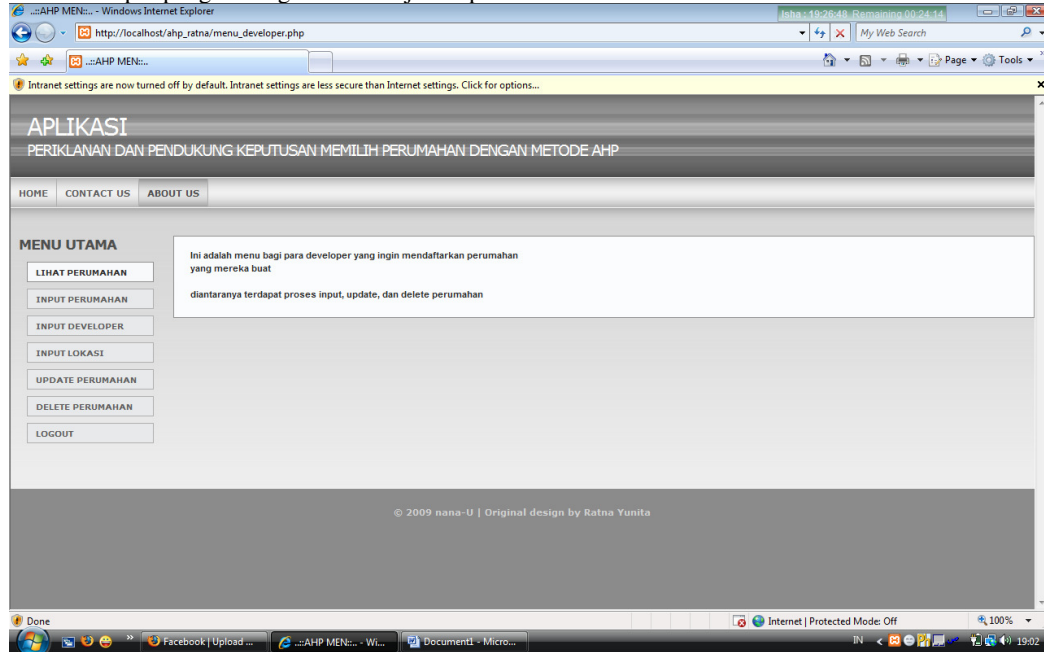 ..::AHP MEN::.. - Windows Internet Explorer
Isha : 19:26:48 Remaining 00:24:14
http://localhost/ahp_ratna/menu_developer.php
My Web Search
..::AHP MEN::..
Page
Tools
Intranet settings are now turned off by default. Intranet settings are less secure than Internet settings. Click for options...
APLIKASI
PERIKLANAN DAN PENDUKUNG KEPUTUSAN MEMILIH PERUMAHAN DENGAN METODE AHP
HOME
CONTACT US
ABOUT US
MENU UTAMA
LIHAT PERUMAHAN
INPUT PERUMAHAN
INPUT DEVELOPER
INPUT LOKASI
UPDATE PERUMAHAN
DELETE PERUMAHAN
LOGOUT
Ini adalah menu bagi para developer yang ingin mendaftarkan perumahan
yang mereka buat
diantaranya terdapat proses input, update, dan delete perumahan
© 2009 nana-U | Original design by Ratna Yunita
Done
Internet | Protected Mode: Off
100%
Facebook | Upload ...
..::AHP MEN::.. - Wi...
Document1 - Micro...
IN
19:02